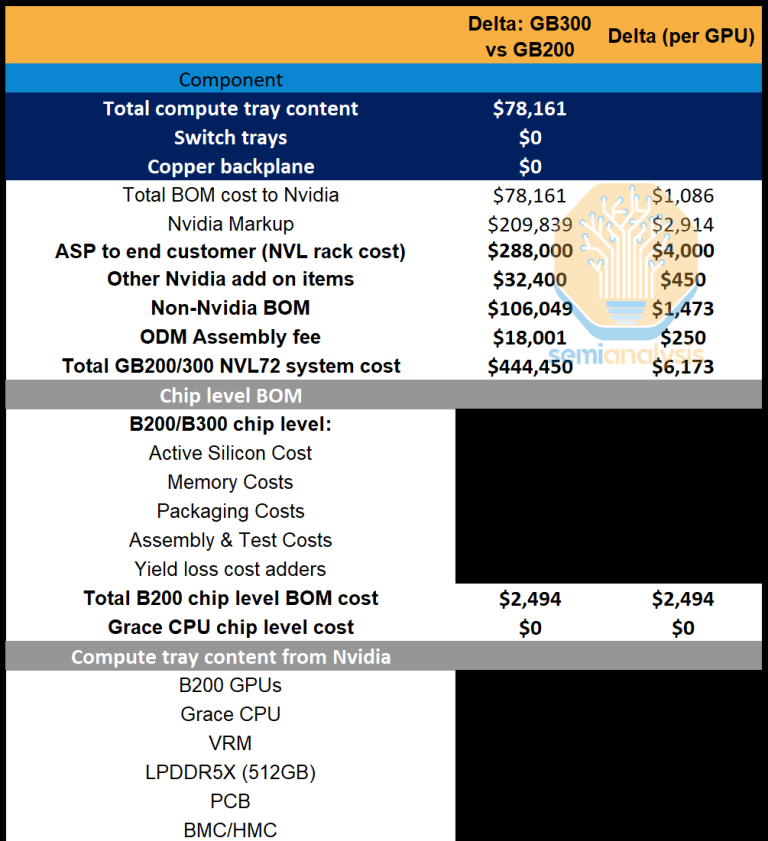 Delta: GB300 vs GB200 Delta (per GPU)
Component
Total compute tray content $78,161
Switch trays $0
Copper backplane $0
Total BOM cost to Nvidia $78,161 $1,086
Nvidia Markup $209,839 $2,914
ASP to end customer (NVL rack cost) $288,000 $4,000
Other Nvidia add on items $32,400 $450
Non-Nvidia BOM $106,049 $1,473
ODM Assembly fee $18,001 $250
semianalysis
Total GB200/300 NVL72 system cost $444,450 $6,173
Chip level BOM
B200/B300 chip level:
Active Silicon Cost
Memory Costs
Packaging Costs
Assembly & Test Costs
Yield loss cost adders
Total B200 chip level BOM cost $2,494 $2,494
Grace CPU chip level cost $0 $0
Compute tray content from Nvidia
B200 GPUs
Grace CPU
VRM
LPDDR5X (512GB)
PCB
BMC/HMC